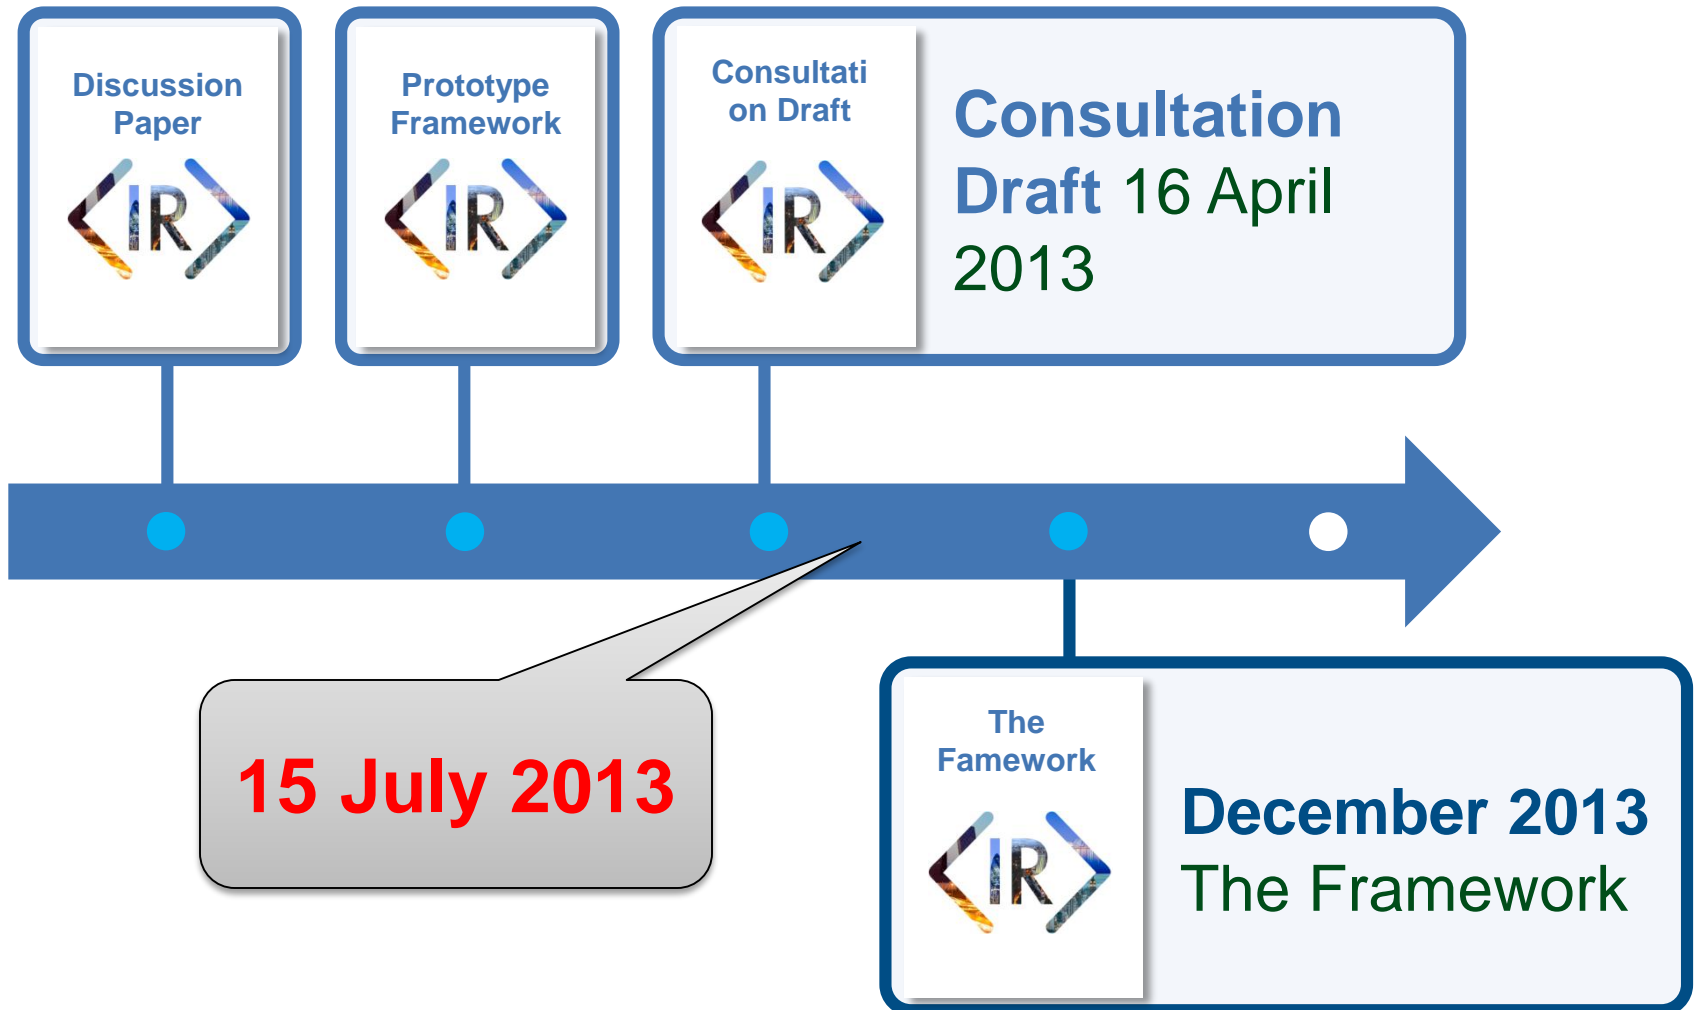 Discussion
Paper
<IR>
Prototype
Framework
<IR>
Consultati
on Draft
<IR>
Consultation
Draft 16 April
2013
15 July 2013
The
Famework
<IR>
December 2013
The Framework